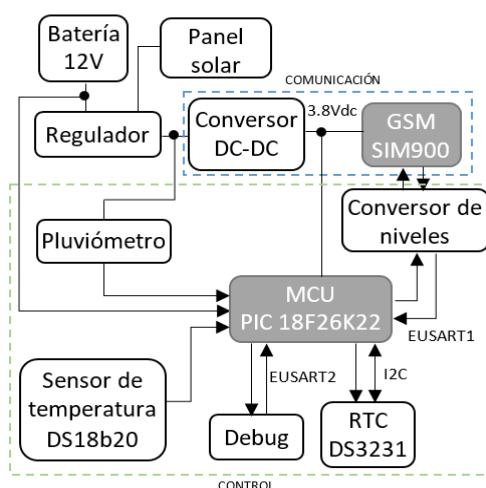 Batería
12V
Panel
solar
COMUNICACIÓN
Regulador
Conversor
DC-DC
3.8Vdc
GSM
SIM900
Pluviómetro
Conversor de
niveles
MCU
PIC 18F26K22
EUSART1
Sensor de
temperatura
DS18b20
EUSART2
I2C
Debug
RTC
DS3231
CONTROL